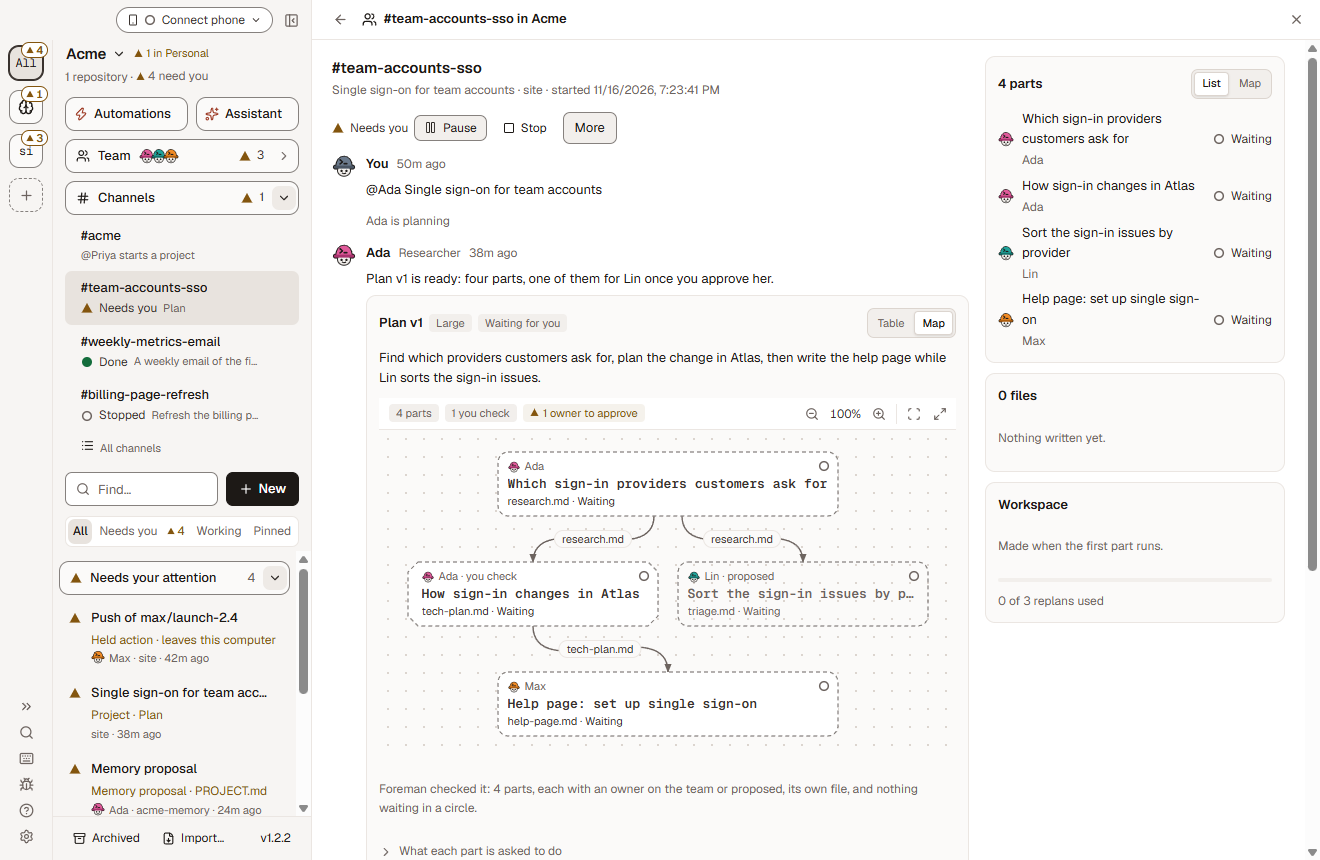 Connect phone
#team-accounts-sso in Acme
4
All
1
3
si
Acme
1 in Personal
1 repository · 4 need you
Automations
Assistant
Team
3
Channels
1
#acme
@Priya starts a project
#team-accounts-sso
Needs you Plan
#weekly-metrics-email
Done A weekly email of the fi...
#billing-page-refresh
Stopped Refresh the billing p...
All channels
Find...
New
All Needs you 4 Working Pinned
Needs your attention 4
Push of max/launch-2.4
Held action · leaves this computer
Max · site · 42m ago
Single sign-on for team acc...
Project · Plan
site · 38m ago
Memory proposal
Memory proposal · PROJECT.md
Ada · acme-memory · 24m ago
Archived
Import...
v1.2.2
#team-accounts-sso
Single sign-on for team accounts · site · started 11/16/2026, 7:23:41 PM
Needs you
Pause
Stop
More
You 50m ago
@Ada Single sign-on for team accounts
Ada is planning
Ada Researcher 38m ago
Plan v1 is ready: four parts, one of them for Lin once you approve her.
Plan v1 Large Waiting for you
Table Map
Find which providers customers ask for, plan the change in Atlas, then write the help page while
Lin sorts the sign-in issues.
4 parts
1 you check
1 owner to approve
100%
Ada
Which sign-in providers customers ask for
research.md · Waiting
research.md
research.md
Ada · you check
How sign-in changes in Atlas
tech-plan.md · Waiting
Lin · proposed
Sort the sign-in issues by p...
triage.md · Waiting
tech-plan.md
Max
Help page: set up single sign-on
help-page.md · Waiting
Foreman checked it: 4 parts, each with an owner on the team or proposed, its own file, and nothing
waiting in a circle.
What each part is asked to do
4 parts
List Map
Which sign-in providers
customers ask for
Ada
Waiting
How sign-in changes in Atlas
Ada
Waiting
Sort the sign-in issues by
provider
Lin
Waiting
Help page: set up single sign-
on
Max
Waiting
0 files
Nothing written yet.
Workspace
Made when the first part runs.
0 of 3 replans used